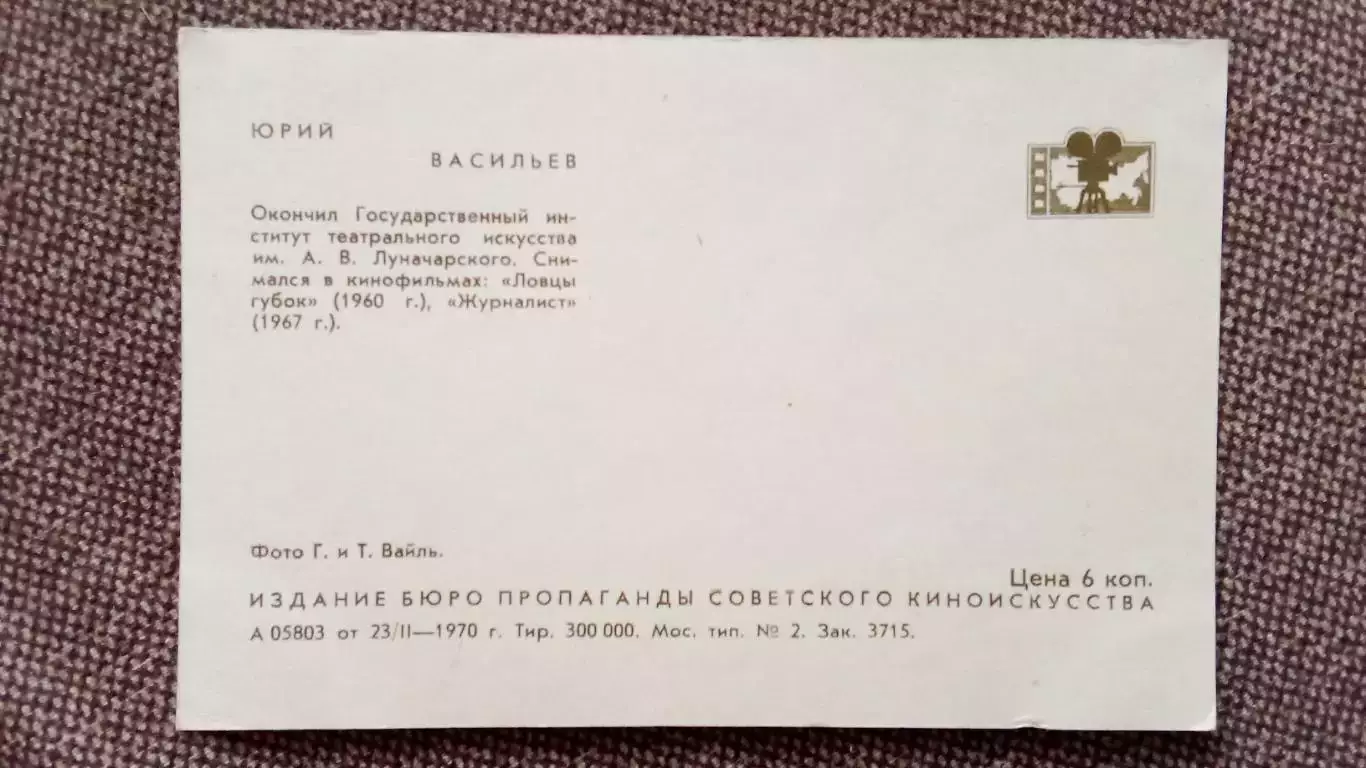 ЮРИЙ
ВАСИЛЬЕВ
Окончил Государственный ин-
ститут театрального искусства
им. А. В. Луначарского. Сни-
мался в кинофильмах: «Ловцы
губок» (1960 г.), «Журналист»
(1967 г.).
Фото Г. и Т. Вайль.
Цена 6 коп.
ИЗДАНИЕ БЮРО ПРОПАГАНДЫ СОВЕТСКОГО КИНОИСКУССТВА
А 05803 от 23/II—1970 г. Тир. 300 000. Мос. тип. № 2. Зак. 3715.